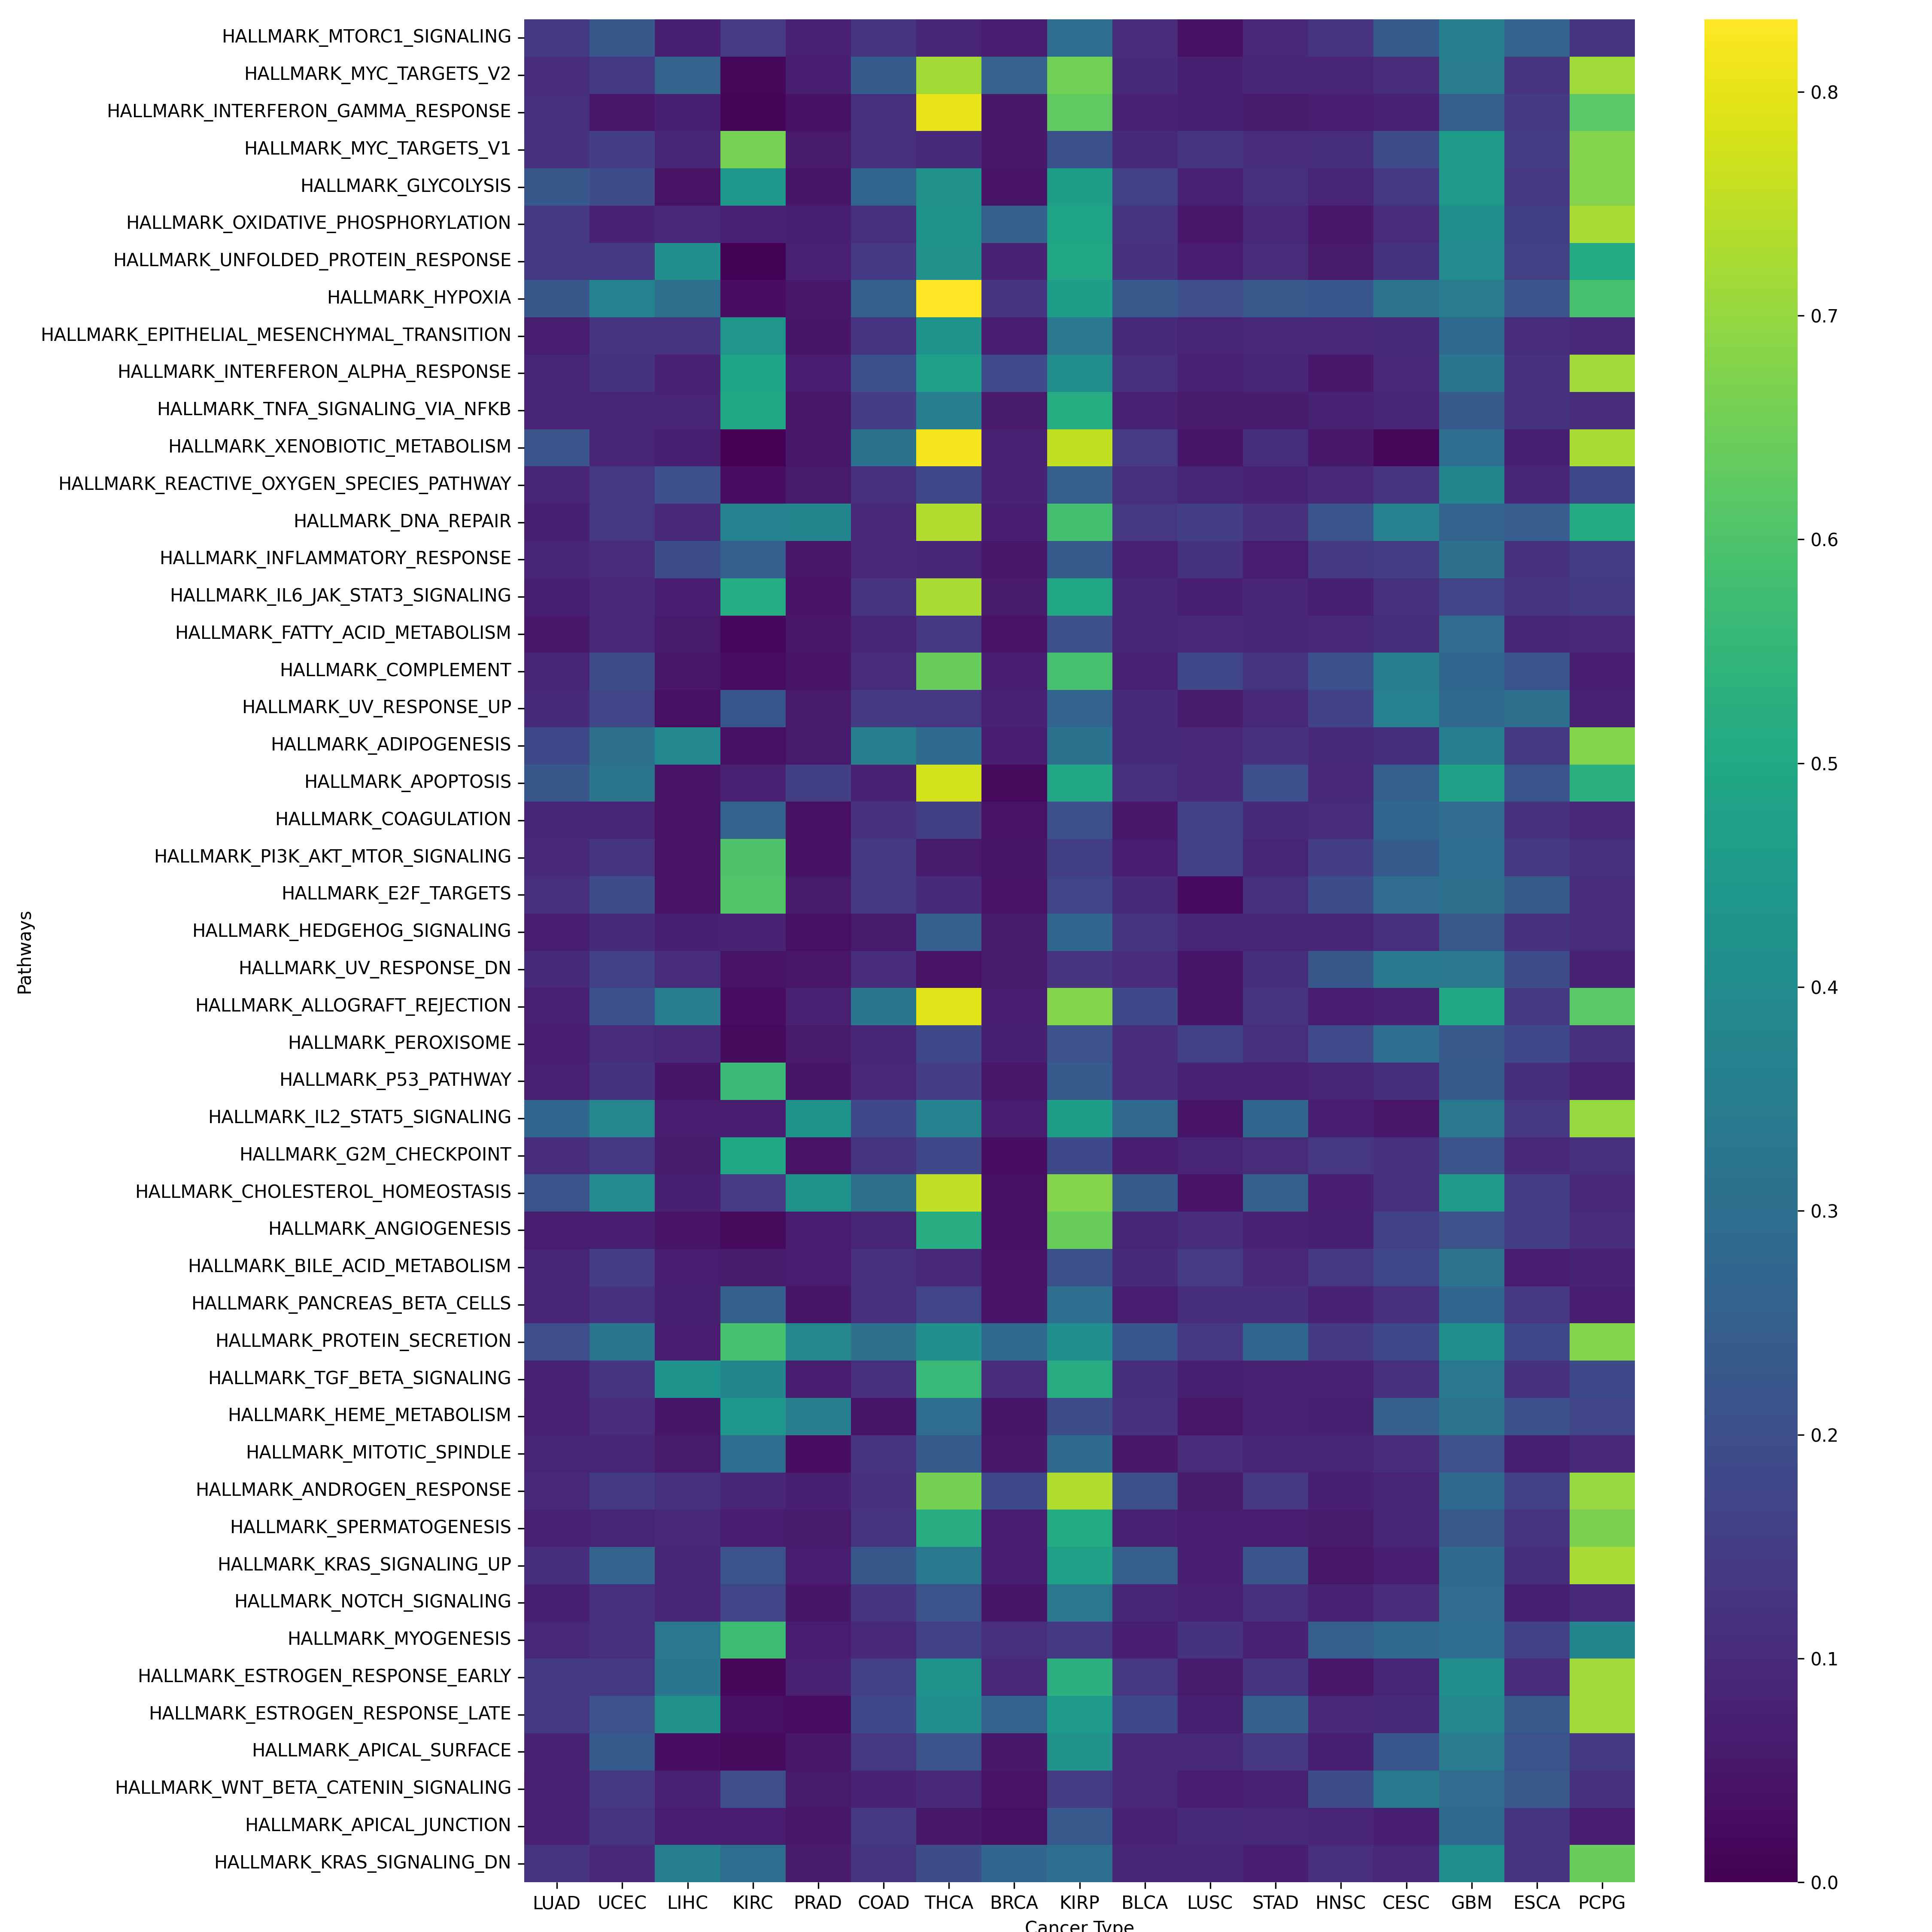 HALLMARK_MTORC1_SIGNALING
HALLMARK_MYC_TARGETS_V2
HALLMARK_INTERFERON_GAMMA_RESPONSE
HALLMARK_MYC_TARGETS_V1
HALLMARK_GLYCOLYSIS
HALLMARK_OXIDATIVE_PHOSPHORYLATION
HALLMARK_UNFOLDED_PROTEIN_RESPONSE
HALLMARK_HYPOXIA
HALLMARK_EPITHELIAL_MESENCHYMAL_TRANSITION
HALLMARK_INTERFERON_ALPHA_RESPONSE
HALLMARK_TNFA_SIGNALING_VIA_NFKB
HALLMARK_XENOBIOTIC_METABOLISM
HALLMARK_REACTIVE_OXYGEN_SPECIES_PATHWAY
HALLMARK_DNA_REPAIR
HALLMARK_INFLAMMATORY_RESPONSE
HALLMARK_IL6_JAK_STAT3_SIGNALING
HALLMARK_FATTY_ACID_METABOLISM
HALLMARK_COMPLEMENT
HALLMARK_UV_RESPONSE_UP
HALLMARK_ADIPOGENESIS
HALLMARK_APOPTOSIS
HALLMARK_COAGULATION
HALLMARK_PI3K_AKT_MTOR_SIGNALING
HALLMARK_E2F_TARGETS
HALLMARK_HEDGEHOG_SIGNALING
HALLMARK_UV_RESPONSE_DN
HALLMARK_ALLOGRAFT_REJECTION
HALLMARK_PEROXISOME
HALLMARK_P53_PATHWAY
HALLMARK_IL2_STAT5_SIGNALING
HALLMARK_G2M_CHECKPOINT
HALLMARK_CHOLESTEROL_HOMEOSTASIS
HALLMARK_ANGIOGENESIS
HALLMARK_BILE_ACID_METABOLISM
HALLMARK_PANCREAS_BETA_CELLS
HALLMARK_PROTEIN_SECRETION
HALLMARK_TGF_BETA_SIGNALING
HALLMARK_HEME_METABOLISM
HALLMARK_MITOTIC_SPINDLE
HALLMARK_ANDROGEN_RESPONSE
HALLMARK_SPERMATOGENESIS
HALLMARK_KRAS_SIGNALING_UP
HALLMARK_NOTCH_SIGNALING
HALLMARK_MYOGENESIS
HALLMARK_ESTROGEN_RESPONSE_EARLY
HALLMARK_ESTROGEN_RESPONSE_LATE
HALLMARK_APICAL_SURFACE
HALLMARK_WNT_BETA_CATENIN_SIGNALING
HALLMARK_APICAL_JUNCTION
HALLMARK_KRAS_SIGNALING_DN
Pathways
LUAD UCEC LIHC KIRC PRAD COAD THCA BRCA KIRP BLCA LUSC STAD HNSC CESC GBM ESCA PCPG
Cancer Type
0.8
0.7
0.6
0.5
0.4
0.3
0.2
0.1
0.0